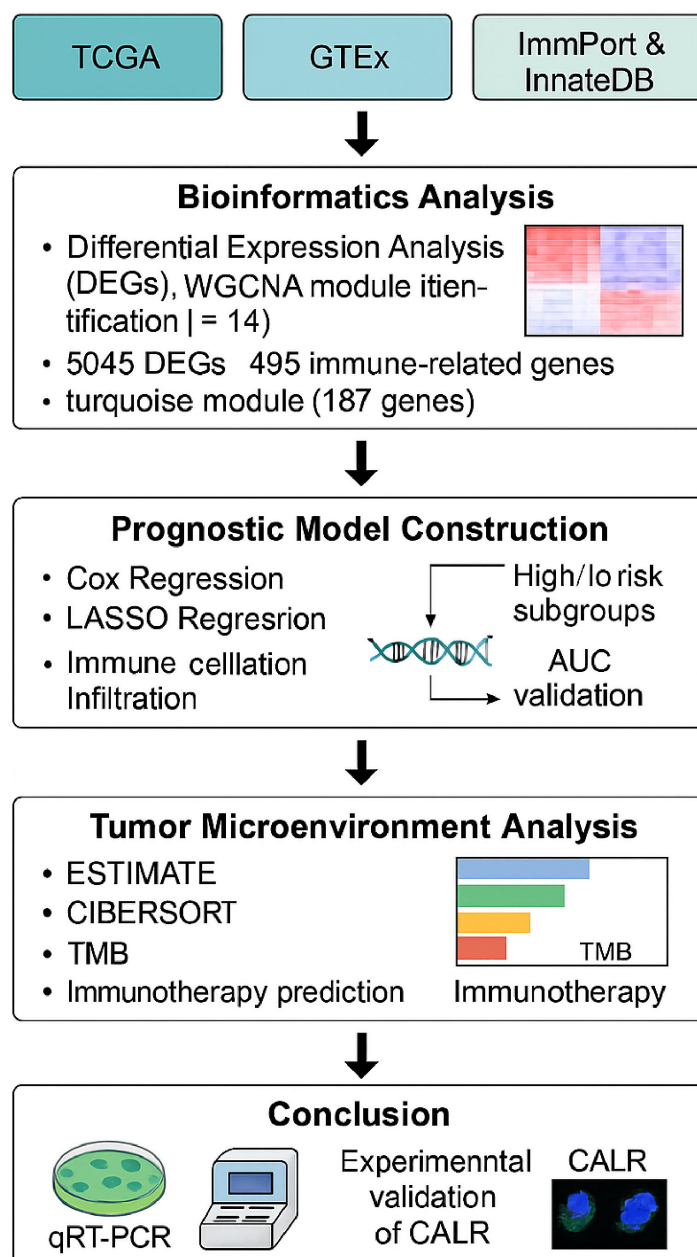 TCGA
GTEx
ImmPort &
InnateDB
Bioinformatics Analysis
• Differential Expression Analysis
(DEGs), WGCNA module itien-
tification | = 14)
• 5045 DEGs 495 immune-related genes
• turquoise module (187 genes)
Prognostic Model Construction
• Cox Regression
• LASSO Regresrion
• Immune celllation
Infiltration
High/lo risk
subgroups
AUC
validation
Tumor Microenvironment Analysis
• ESTIMATE
• CIBERSORT
• TMB
• Immunotherapy prediction
TMB
Immunotherapy
Conclusion
qRT-PCR
Experimenntal
validation
of CALR
CALR